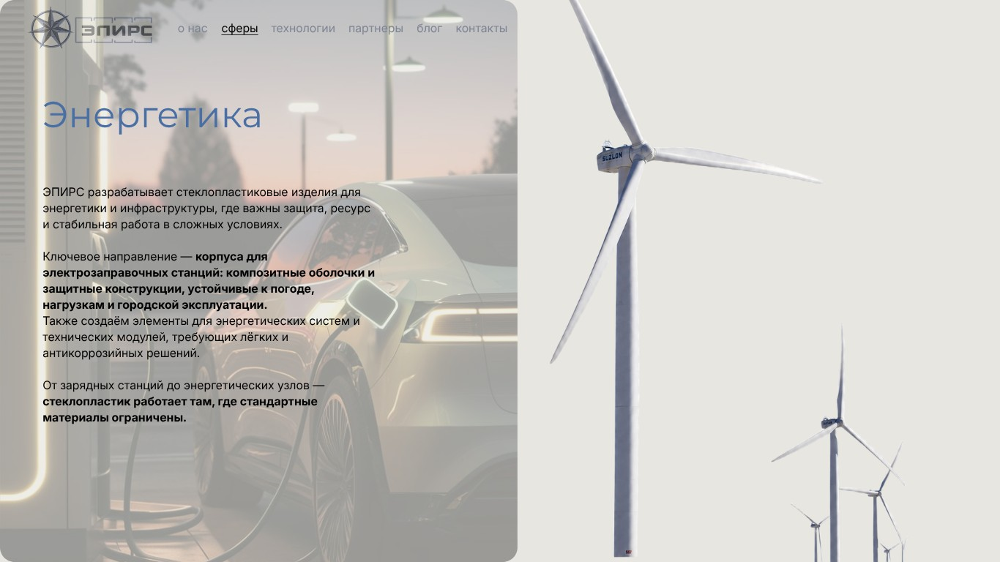 ЭПИРС
о нас сферы технологии партнеры блог контакты
Энергетика
ЭПИРС разрабатывает стеклопластиковые изделия для
энергетики и инфраструктуры, где важны защита, ресурс
и стабильная работа в сложных условиях.
Ключевое направление — корпуса для
электрозаправочных станций: композитные оболочки и
защитные конструкции, устойчивые к погоде,
нагрузкам и городской эксплуатации.
Также создаём элементы для энергетических систем и
технических модулей, требующих лёгких и
антикоррозийных решений.
От зарядных станций до энергетических узлов —
стеклопластик работает там, где стандартные
материалы ограничены.
SUZLON